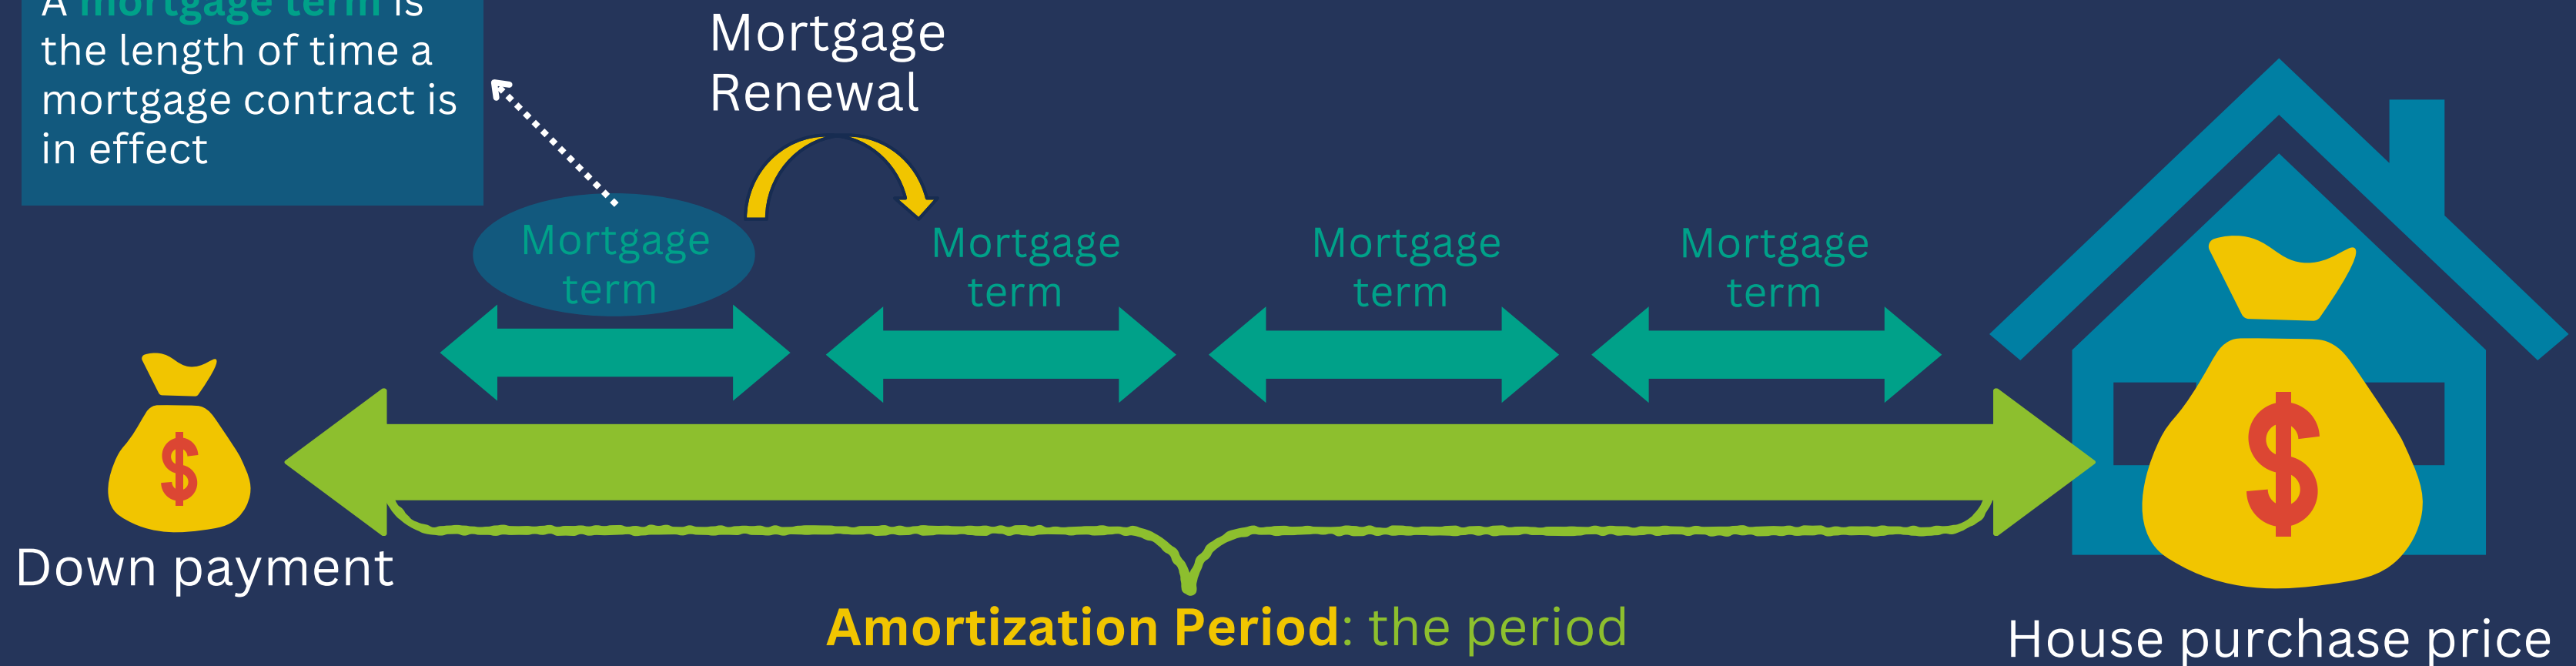 A mortgage term is
the length of time a
mortgage contract is
in effect
Mortgage
Renewal
Mortgage
term
Mortgage
term
Mortgage
term
Mortgage
term
$
$
Down payment
Amortization Period: the period
House purchase price